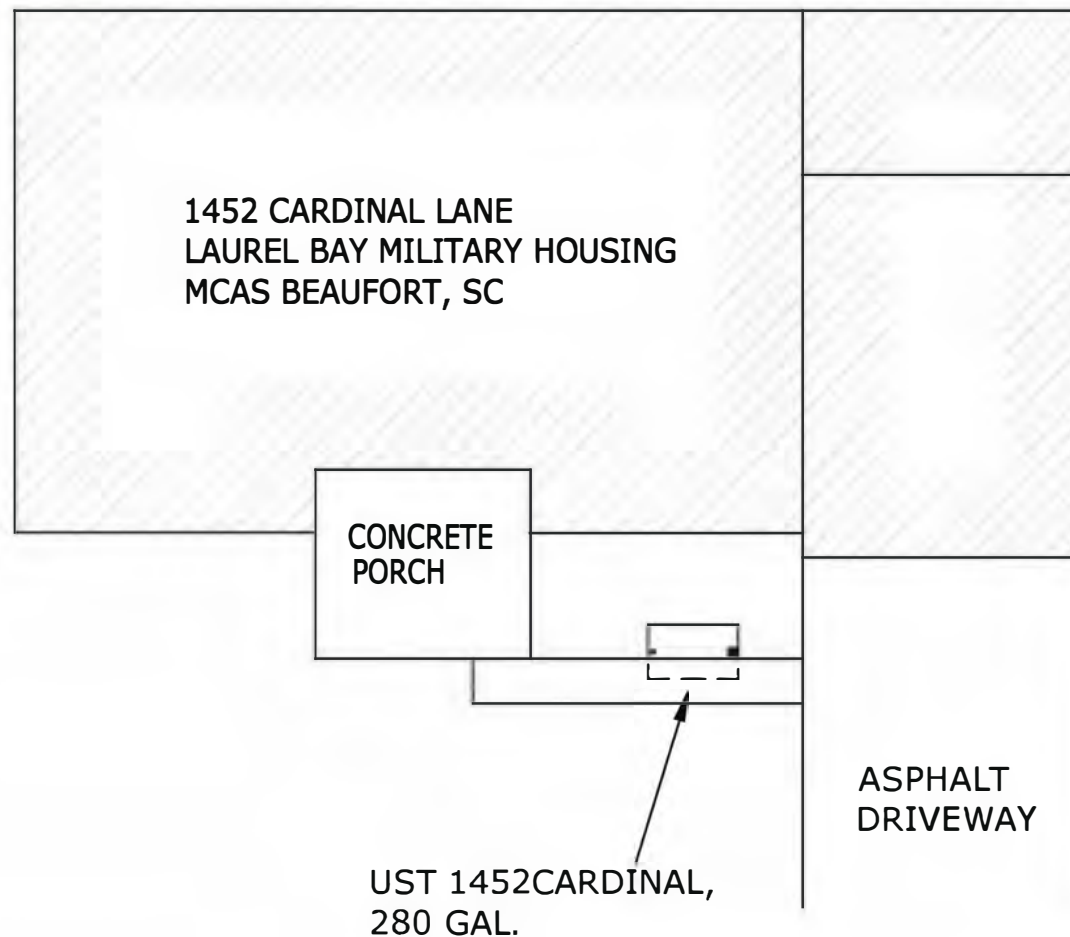 1452 CARDINAL LANE
LAUREL BAY MILITARY HOUSING
MCAS BEAUFORT, SC
CONCRETE
PORCH
ASPHALT
DRIVEWAY
UST 1452CARDINAL,
280 GAL.